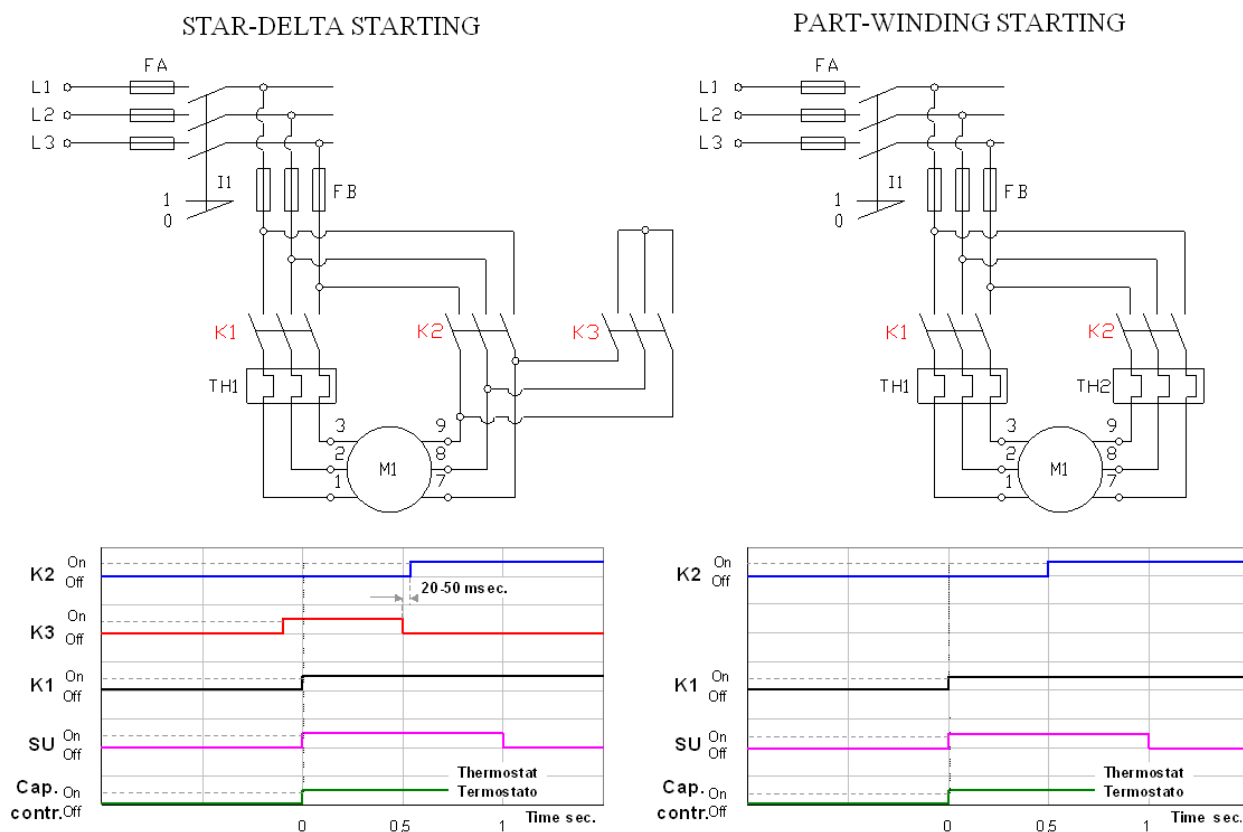 STAR-DELTA STARTING
FA
L1
L2
L3
I1
1
0
FB
K1
K2
K3
TH1
3
2
1
M1
9
8
7
PART-WINDING STARTING
FA
L1
L2
L3
I1
1
0
FB
K1
K2
TH1
TH2
3
2
1
M1
9
8
7
K2 On
Off
20-50 msec.
K3 On
Off
K1 On
Off
SU On
Off
Cap. contr. On
Off
Thermostat
Termostato
0 0.5 1 Time sec.
K2 On
Off
K1 On
Off
SU On
Off
Cap. contr. On
Off
Thermostat
Termostato
0 0.5 1 Time sec.